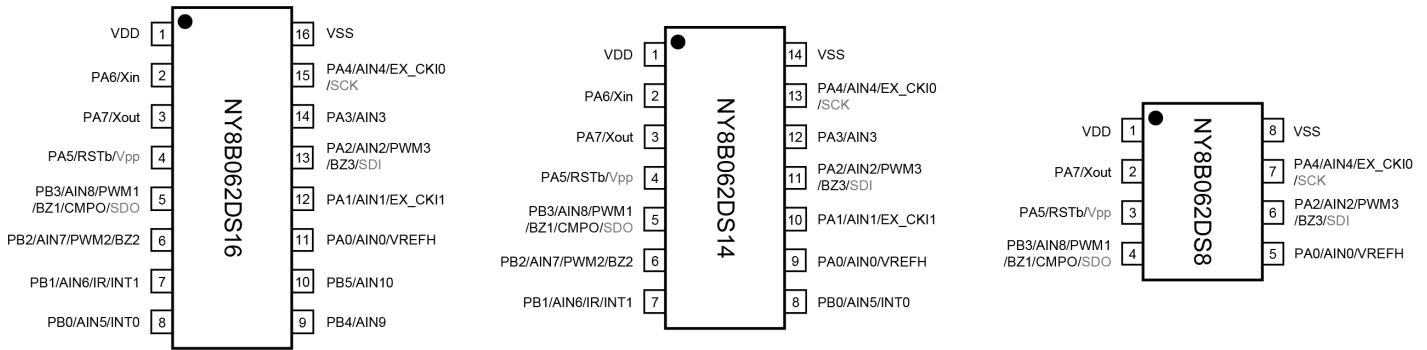 VDD 1
PA6/Xin 2
PA7/Xout 3
PA5/RSTb/Vpp 4
PB3/AIN8/PWM1
/BZ1/CMPO/SDO 5
PB2/AIN7/PWM2/BZ2 6
PB1/AIN6/IR/INT1 7
PB0/AIN5/INT0 8
NY8B062DS16
16 VSS
15 PA4/AIN4/EX_CKI0
/SCK
14 PA3/AIN3
13 PA2/AIN2/PWM3
/BZ3/SDI
12 PA1/AIN1/EX_CKI1
11 PA0/AIN0/VREFH
10 PB5/AIN10
9 PB4/AIN9
VDD 1
PA6/Xin 2
PA7/Xout 3
PA5/RSTb/Vpp 4
PB3/AIN8/PWM1
/BZ1/CMPO/SDO 5
PB2/AIN7/PWM2/BZ2 6
PB1/AIN6/IR/INT1 7
NY8B062DS14
14 VSS
13 PA4/AIN4/EX_CKI0
/SCK
12 PA3/AIN3
11 PA2/AIN2/PWM3
/BZ3/SDI
10 PA1/AIN1/EX_CKI1
9 PA0/AIN0/VREFH
8 PB0/AIN5/INT0
VDD 1
PA7/Xout 2
PA5/RSTb/Vpp 3
PB3/AIN8/PWM1
/BZ1/CMPO/SDO 4
NY8B062DS8
8 VSS
7 PA4/AIN4/EX_CKI0
/SCK
6 PA2/AIN2/PWM3
/BZ3/SDI
5 PA0/AIN0/VREFH